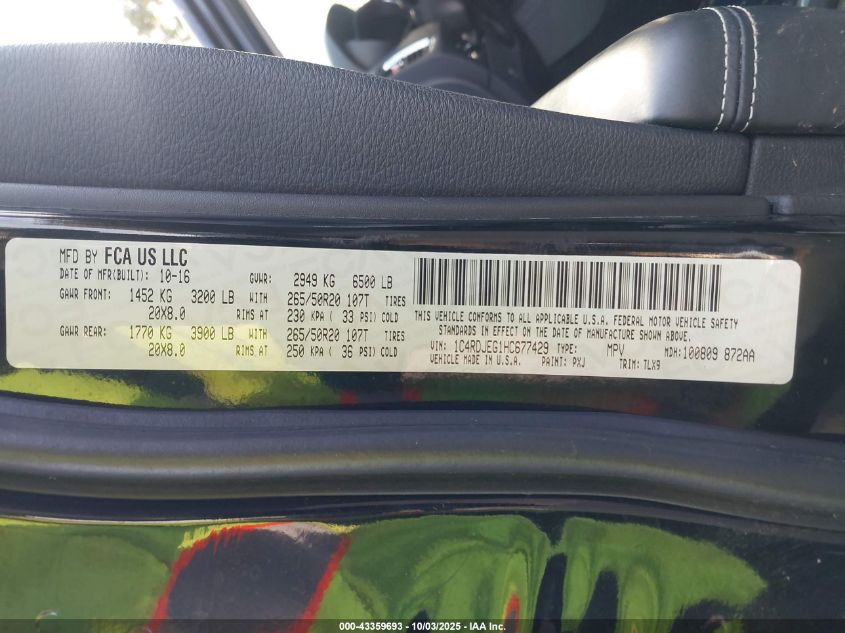 MFD BY FCA US LLC
DATE OF MFR(BUILT): 10-16 GVWR: 2949 KG 6500 LB
GAWR FRONT: 1452 KG 3200 LB WITH 265/50R20 107T TIRES
20X8.0 RIMS AT 230 KPA ( 33 PSI) COLD
GAWR REAR: 1770 KG 3900 LB WITH 265/50R20 107T TIRES
20X8.0 RIMS AT 250 KPA ( 36 PSI) COLD
THIS VEHICLE CONFORMS TO ALL APPLICABLE U.S.A. FEDERAL MOTOR VEHICLE SAFETY
STANDARDS IN EFFECT ON THE DATE OF MANUFACTURE SHOWN ABOVE.
VIN: 1C4RDJEG1HC677429 TYPE: MPV MDH:100809 872AA
VEHICLE MADE IN U.S.A. PAINT: PXJ TRIM: TLX9
000-43359693 - 10/03/2025 - IAA Inc.